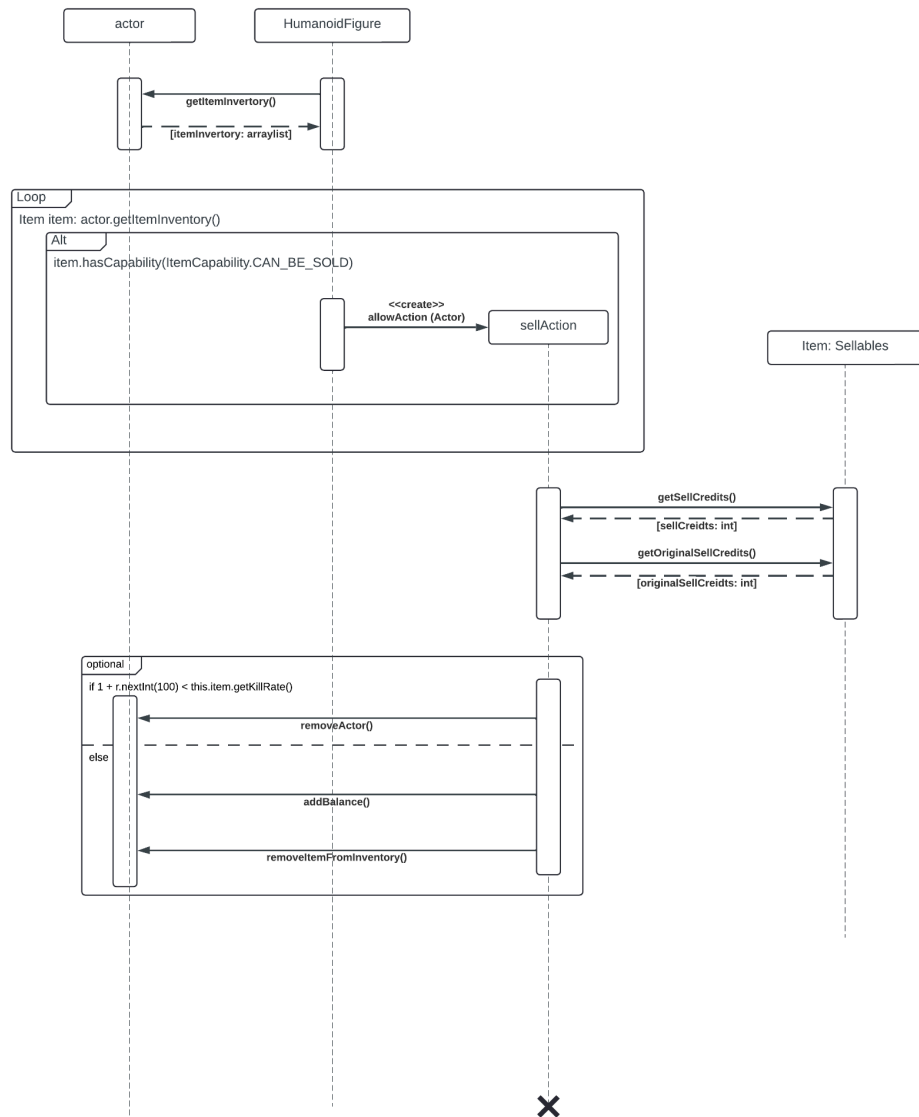 actor
HumanoidFigure
getItemInvertory()
[itemInvertory: arraylist]
Loop
Item item: actor.getItemInventory()
Alt
item.hasCapability(ItemCapability.CAN_BE_SOLD)
<<create>>
allowAction (Actor)
sellAction
Item: Sellables
getSellCredits()
[sellCreidts: int]
getOriginalSellCredits()
[originalSellCreidts: int]
optional
if 1 + r.nextInt(100) < this.item.getKillRate()
removeActor()
else
addBalance()
removeItemFromInventory()